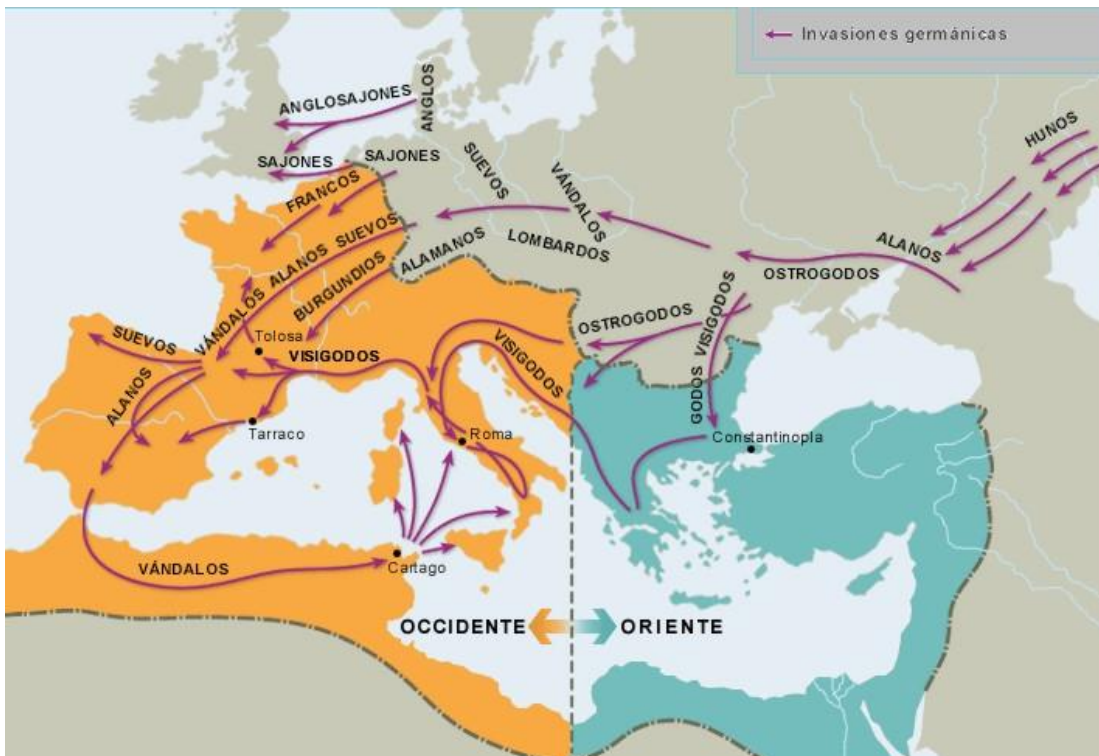 Invasiones germánicas
ANGLOSAJONES
ANGLOS
HUNOS
SAJONES
SAJONES
SUEVOS
VÁNDALOS
FRANCOS
ALANOS
LOMBARDOS
ALAMANOS
OSTROGODOS
VÁNDALOS ALANOS SUEVOS
BURGUNDIOS
OSTROGODOS
GODOS VISIGODOS
SUEVOS
Tolosa
VISIGODOS
VISIGODOS
ALANOS
Tarraco
Roma
Constantinopla
Cartago
VÁNDALOS
OCCIDENTE
ORIENTE